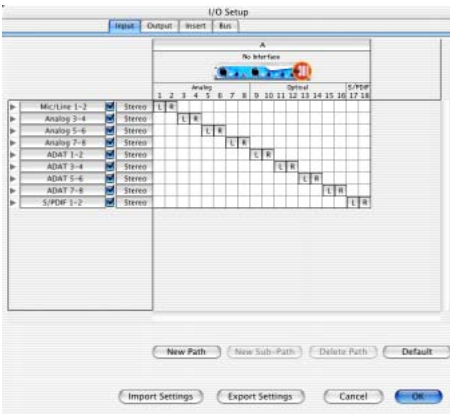 I/O Setup
Input Output Insert Bus
A
No Interface
Analog Optical S/PDIF
1 2 3 4 5 6 7 8 9 10 11 12 13 14 15 16 17 18
Mic/Line 1-2 Stereo L R
Analog 3-4 Stereo L R
Analog 5-6 Stereo L R
Analog 7-8 Stereo L R
ADAT 1-2 Stereo L R
ADAT 3-4 Stereo L R
ADAT 5-6 Stereo L R
ADAT 7-8 Stereo L R
S/PDIF 1-2 Stereo L R
New Path New Sub-Path Delete Path Default
Import Settings Export Settings Cancel OK